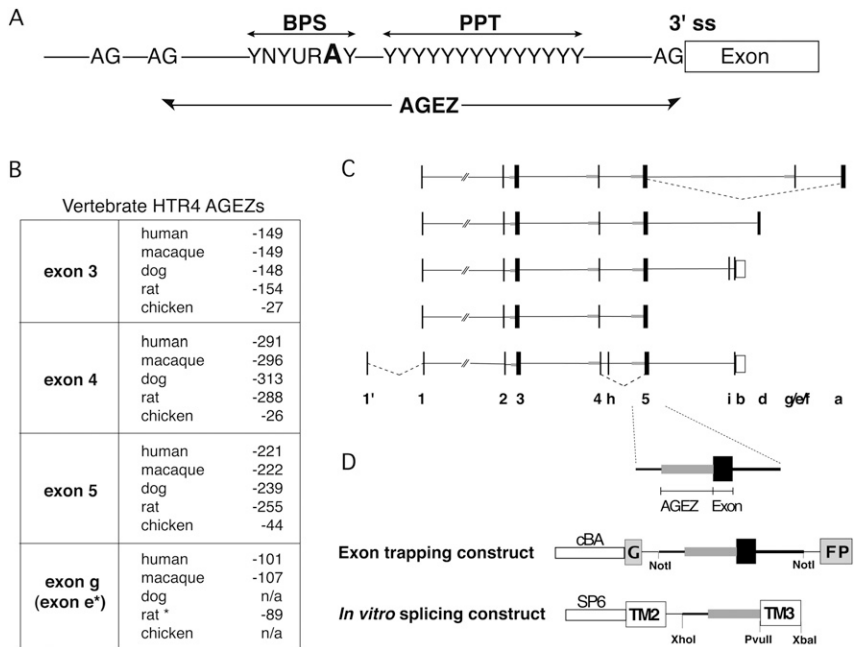 A
BPS
PPT
3' ss
AG AG YNYURAY YYYYYYYYYYYYYY AG Exon
AGEZ
B
Vertebrate HTR4 AGEZs
exon 3
human -149
macaque -149
dog -148
rat -154
chicken -27
exon 4
human -291
macaque -296
dog -313
rat -288
chicken -26
exon 5
human -221
macaque -222
dog -239
rat -255
chicken -44
exon g
(exon e*)
human -101
macaque -107
dog n/a
rat * -89
chicken n/a
C
1' 1 2 3 4 h 5 i b d g/e/f a
D
AGEZ Exon
Exon trapping construct
cBA
G
FP
NotI NotI
In vitro splicing construct
SP6
TM2
TM3
XhoI PvuII XbaI